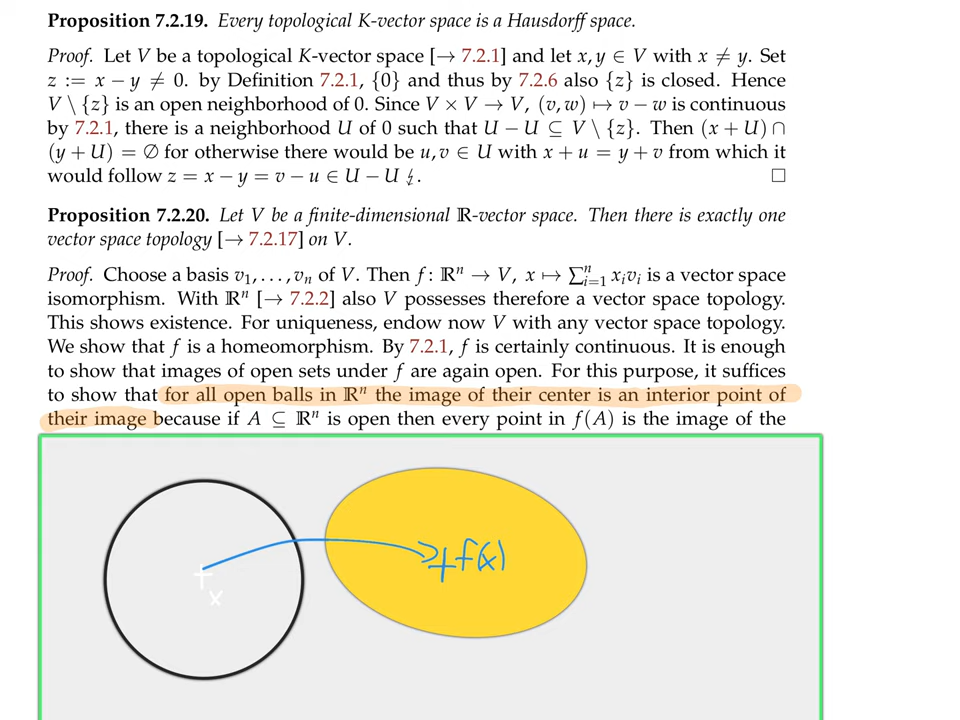 Proposition 7.2.19. Every topological K-vector space is a Hausdorff space.
Proof. Let V be a topological K-vector space [→ 7.2.1] and let x, y ∈ V with x ≠ y. Set
z := x − y ≠ 0. by Definition 7.2.1, {0} and thus by 7.2.6 also {z} is closed. Hence
V \ {z} is an open neighborhood of 0. Since V × V → V, (v, w) ↦ v − w is continuous
by 7.2.1, there is a neighborhood U of 0 such that U − U ⊆ V \ {z}. Then (x + U) ∩
(y + U) = ∅ for otherwise there would be u, v ∈ U with x + u = y + v from which it
would follow z = x − y = v − u ∈ U − U ↯. □
Proposition 7.2.20. Let V be a finite-dimensional ℝ-vector space. Then there is exactly one
vector space topology [→ 7.2.17] on V.
Proof. Choose a basis v₁, . . . , vₙ of V. Then f : ℝⁿ → V, x ↦ ∑ⁿᵢ₌₁ xᵢvᵢ is a vector space
isomorphism. With ℝⁿ [→ 7.2.2] also V possesses therefore a vector space topology.
This shows existence. For uniqueness, endow now V with any vector space topology.
We show that f is a homeomorphism. By 7.2.1, f is certainly continuous. It is enough
to show that images of open sets under f are again open. For this purpose, it suffices
to show that for all open balls in ℝⁿ the image of their center is an interior point of
their image because if A ⊆ ℝⁿ is open then every point in f(A) is the image of the
f(x)
x